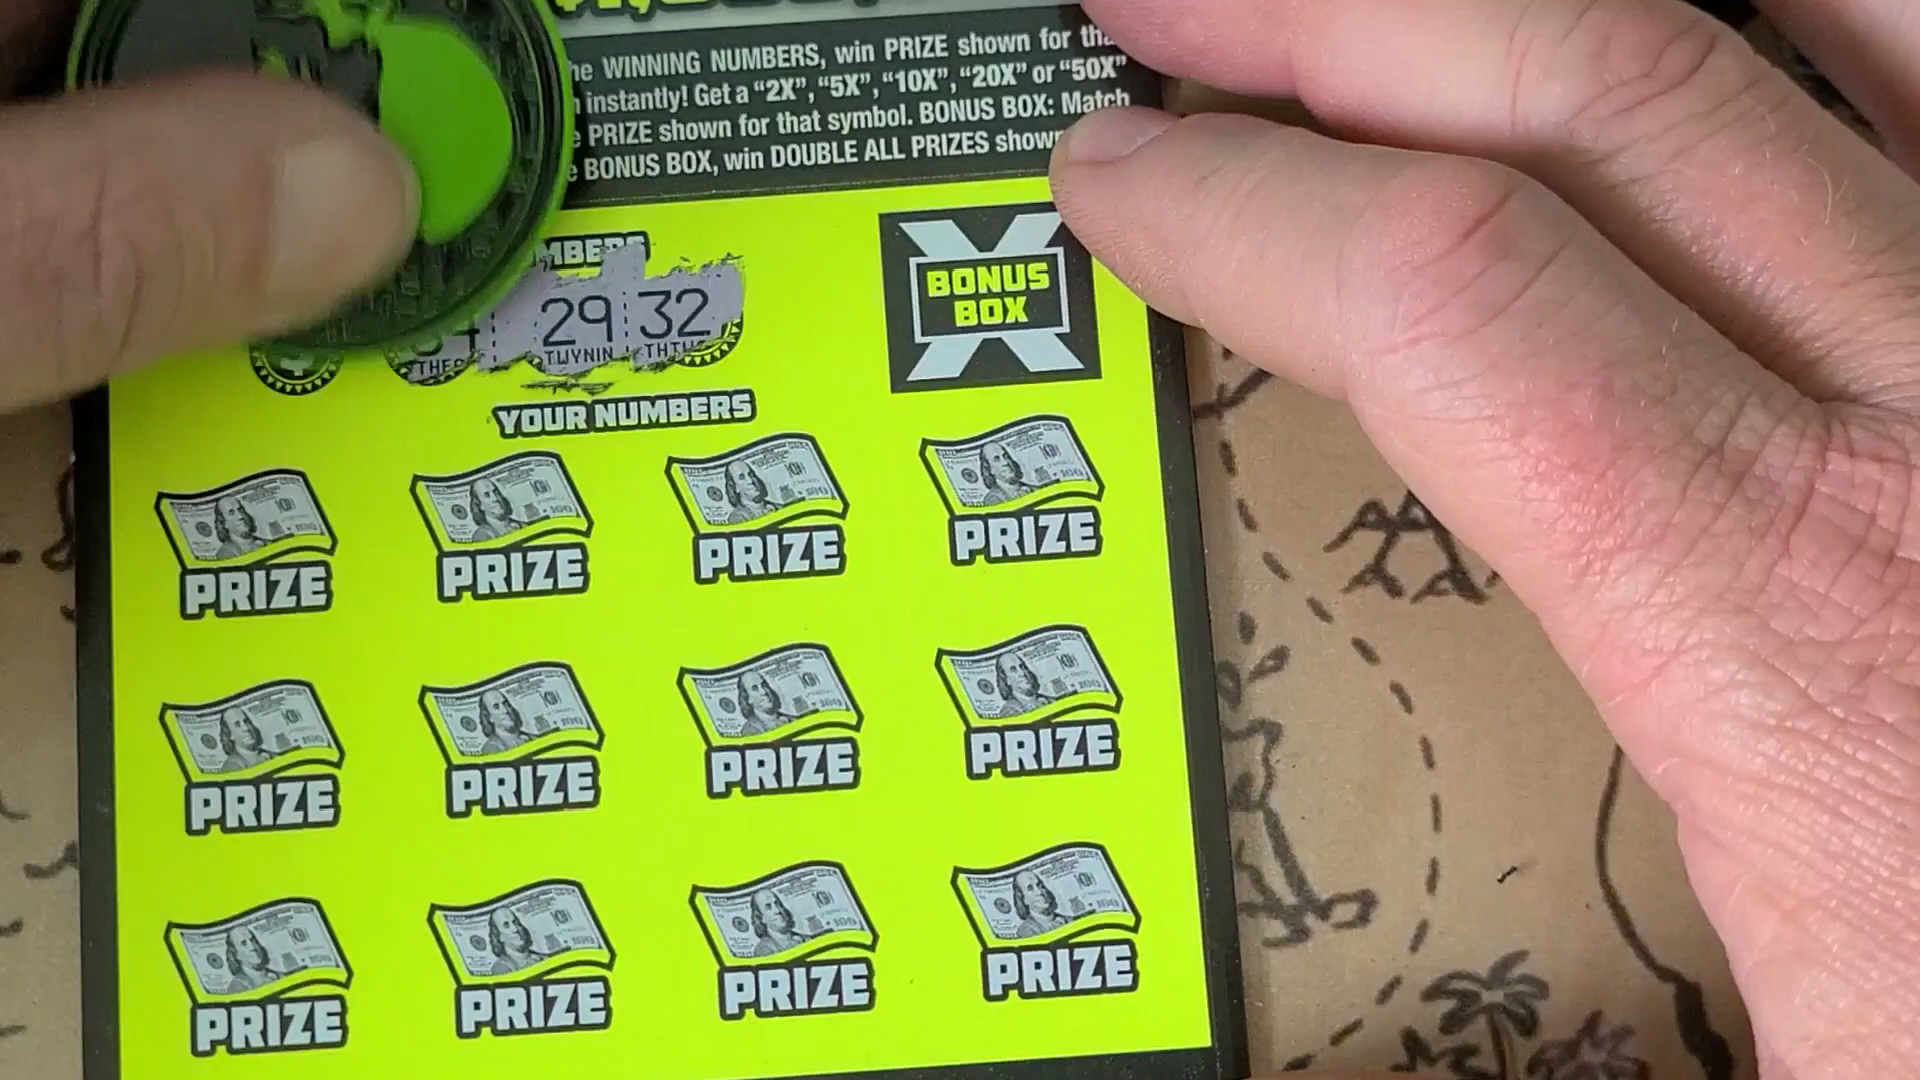 he WINNING NUMBERS, win PRIZE shown for
instantly! Get a “2X”, “5X”, “10X”, “20X” or “50X”
PRIZE shown for that symbol. BONUS BOX: Match
BONUS BOX, win DOUBLE ALL PRIZES show
MBERS
29 32
TWYNIN THTH
BONUS
BOX
YOUR NUMBERS
PRIZE PRIZE PRIZE PRIZE
PRIZE PRIZE PRIZE PRIZE
PRIZE PRIZE PRIZE PRIZE